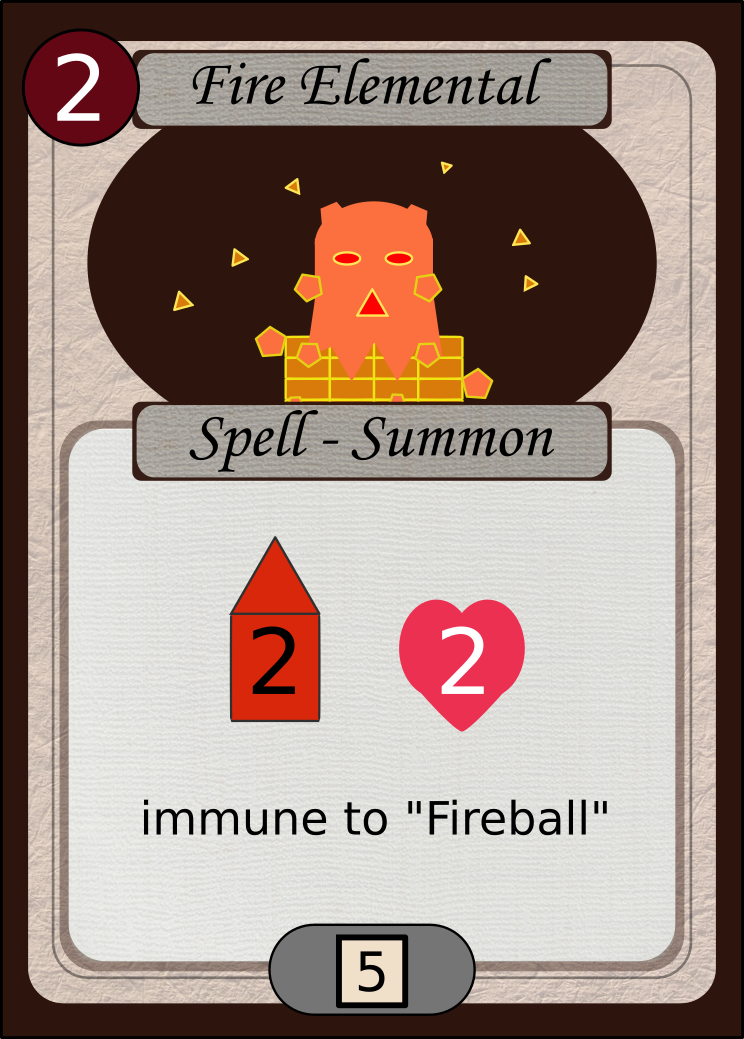 2
Fire Elemental
Spell - Summon
2 2
immune to "Fireball"
5